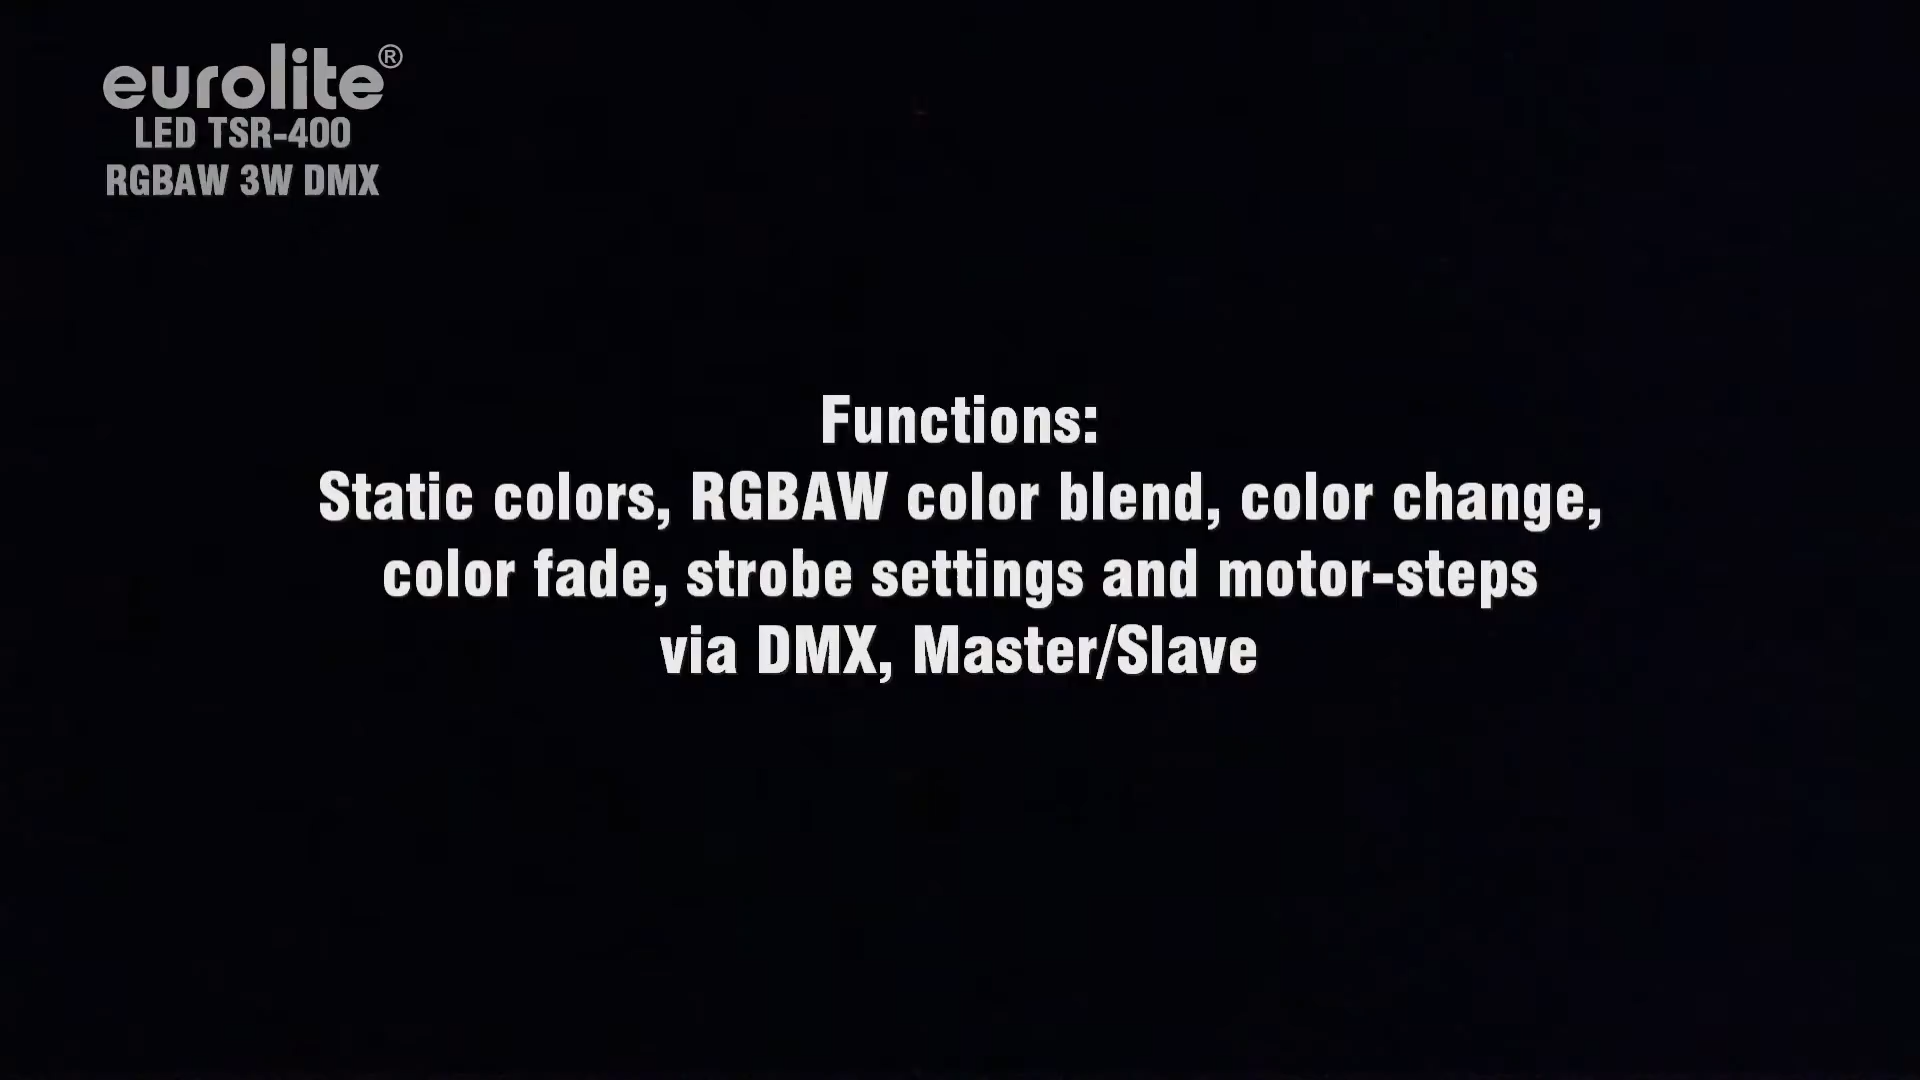 eurolite®
LED TSR-400
RGBAW 3W DMX
Functions:
Static colors, RGBAW color blend, color change,
color fade, strobe settings and motor-steps
via DMX, Master/Slave